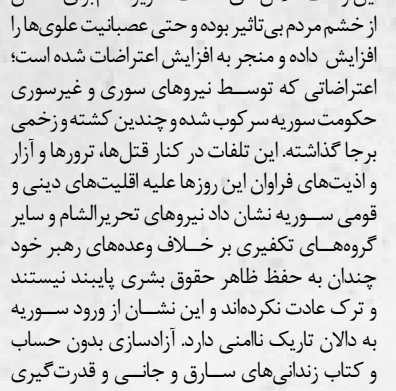 از خشم مردم بی‌تاثیر بوده و حتی عصبانیت علوی‌ها را
افزایش داده و منجر به افزایش اعتراضات شده است؛
اعتراضاتی که توسط نیروهای سوری و غیرسوری
حکومت سوریه سرکوب شده و چندین کشته و زخمی
برجا گذاشته. این تلفات در کنار قتل‌ها، ترورها و آزار
و اذیت‌های فراوان این روزها علیه اقلیت‌های دینی و
قومی سوریه نشان داد نیروهای تحریرالشام و سایر
گروه‌های تکفیری بر خلاف وعده‌های رهبر خود
چندان به حفظ ظاهر حقوق بشری پایبند نیستند
و ترک عادت نکرده‌اند و این نشان از ورود سوریه
به دالان تاریک ناامنی دارد. آزادسازی بدون حساب
و کتاب زندانی‌های سارق و جانی و قدرت‌گیری